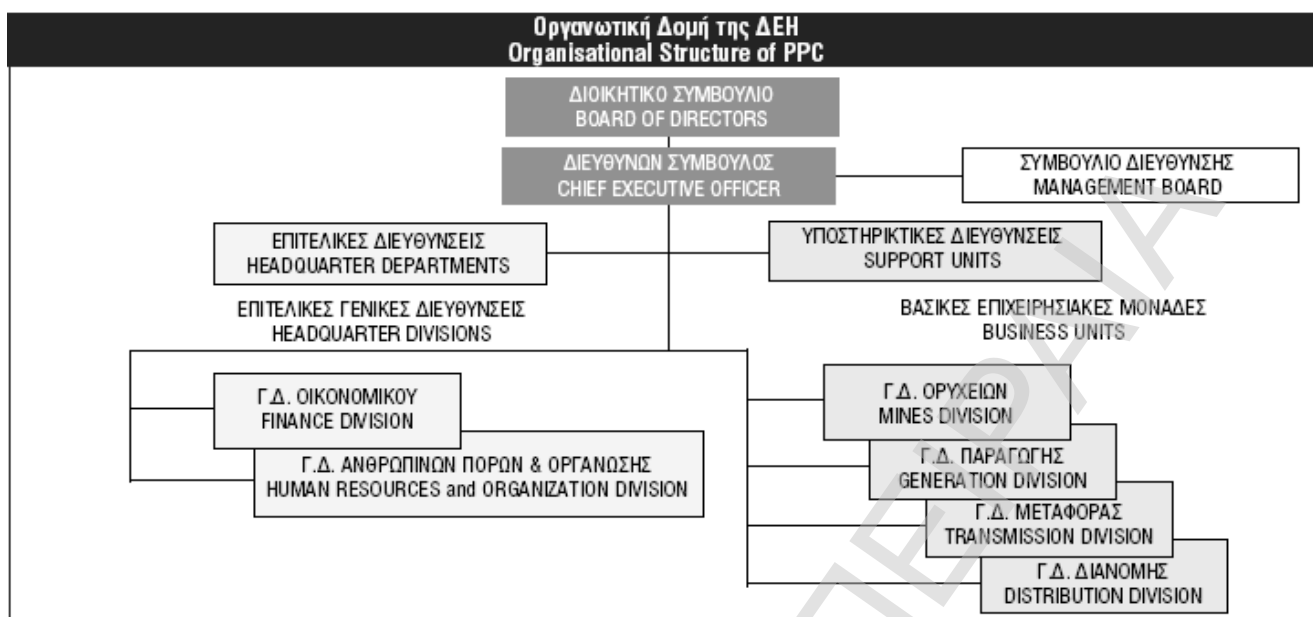 Οργανωτική Δομή της ΔΕΗ
Organisational Structure of PPC
ΔΙΟΙΚΗΤΙΚΟ ΣΥΜΒΟΥΛΙΟ
BOARD OF DIRECTORS
ΔΙΕΥΘΥΝΩΝ ΣΥΜΒΟΥΛΟΣ
CHIEF EXECUTIVE OFFICER
ΣΥΜΒΟΥΛΙΟ ΔΙΕΥΘΥΝΣΗΣ
MANAGEMENT BOARD
ΕΠΙΤΕΛΙΚΕΣ ΔΙΕΥΘΥΝΣΕΙΣ
HEADQUARTER DEPARTMENTS
ΥΠΟΣΤΗΡΙΚΤΙΚΕΣ ΔΙΕΥΘΥΝΣΕΙΣ
SUPPORT UNITS
ΕΠΙΤΕΛΙΚΕΣ ΓΕΝΙΚΕΣ ΔΙΕΥΘΥΝΣΕΙΣ
HEADQUARTER DIVISIONS
ΒΑΣΙΚΕΣ ΕΠΙΧΕΙΡΗΣΙΑΚΕΣ ΜΟΝΑΔΕΣ
BUSINESS UNITS
Γ.Δ. ΟΙΚΟΝΟΜΙΚΟΥ
FINANCE DIVISION
Γ.Δ. ΑΝΘΡΩΠΙΝΩΝ ΠΟΡΩΝ & ΟΡΓΑΝΩΣΗΣ
HUMAN RESOURCES and ORGANIZATION DIVISION
Γ.Δ. ΟΡΥΧΕΙΩΝ
MINES DIVISION
Γ.Δ. ΠΑΡΑΓΩΓΗΣ
GENERATION DIVISION
Γ.Δ. ΜΕΤΑΦΟΡΑΣ
TRANSMISSION DIVISION
Γ.Δ. ΔΙΑΝΟΜΗΣ
DISTRIBUTION DIVISION
ΠΕΙΡΑΙΑ